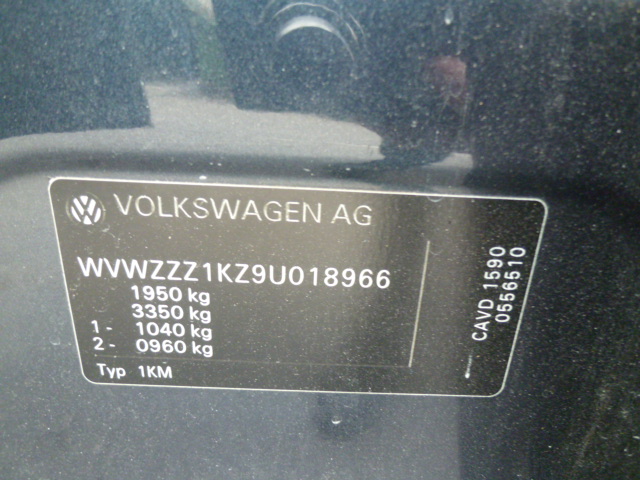 VOLKSWAGEN AG
WVWZZZ1KZ9U018966
1950 kg
3350 kg
1 - 1040 kg
2 - 0960 kg
Typ 1KM
CAVD 1590
0556510